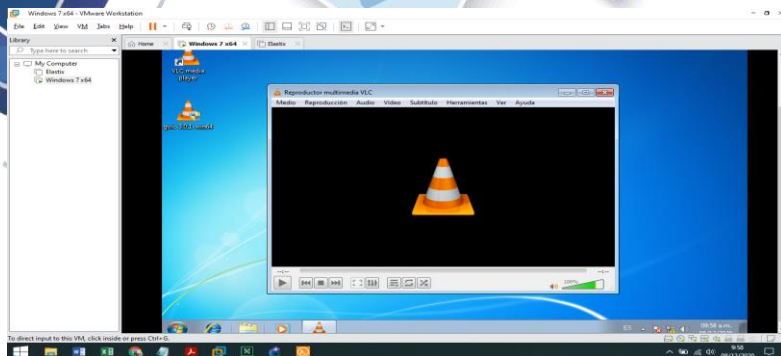 Windows 7 x64 - VMware Workstation
File Edit View VM Tabs Help
Library
Type here to search
My Computer
Elastix
Windows 7 x64
Home
Windows 7 x64
Elastix
VLC media
player
Reproductor multimedia VLC
Medio Reproducción Audio Vídeo Subtítulo Herramientas Ver Ayuda
--:--
--:--
100%
ES
09:58 a.m.
To direct input to this VM, click inside or press Ctrl+G.
9:58